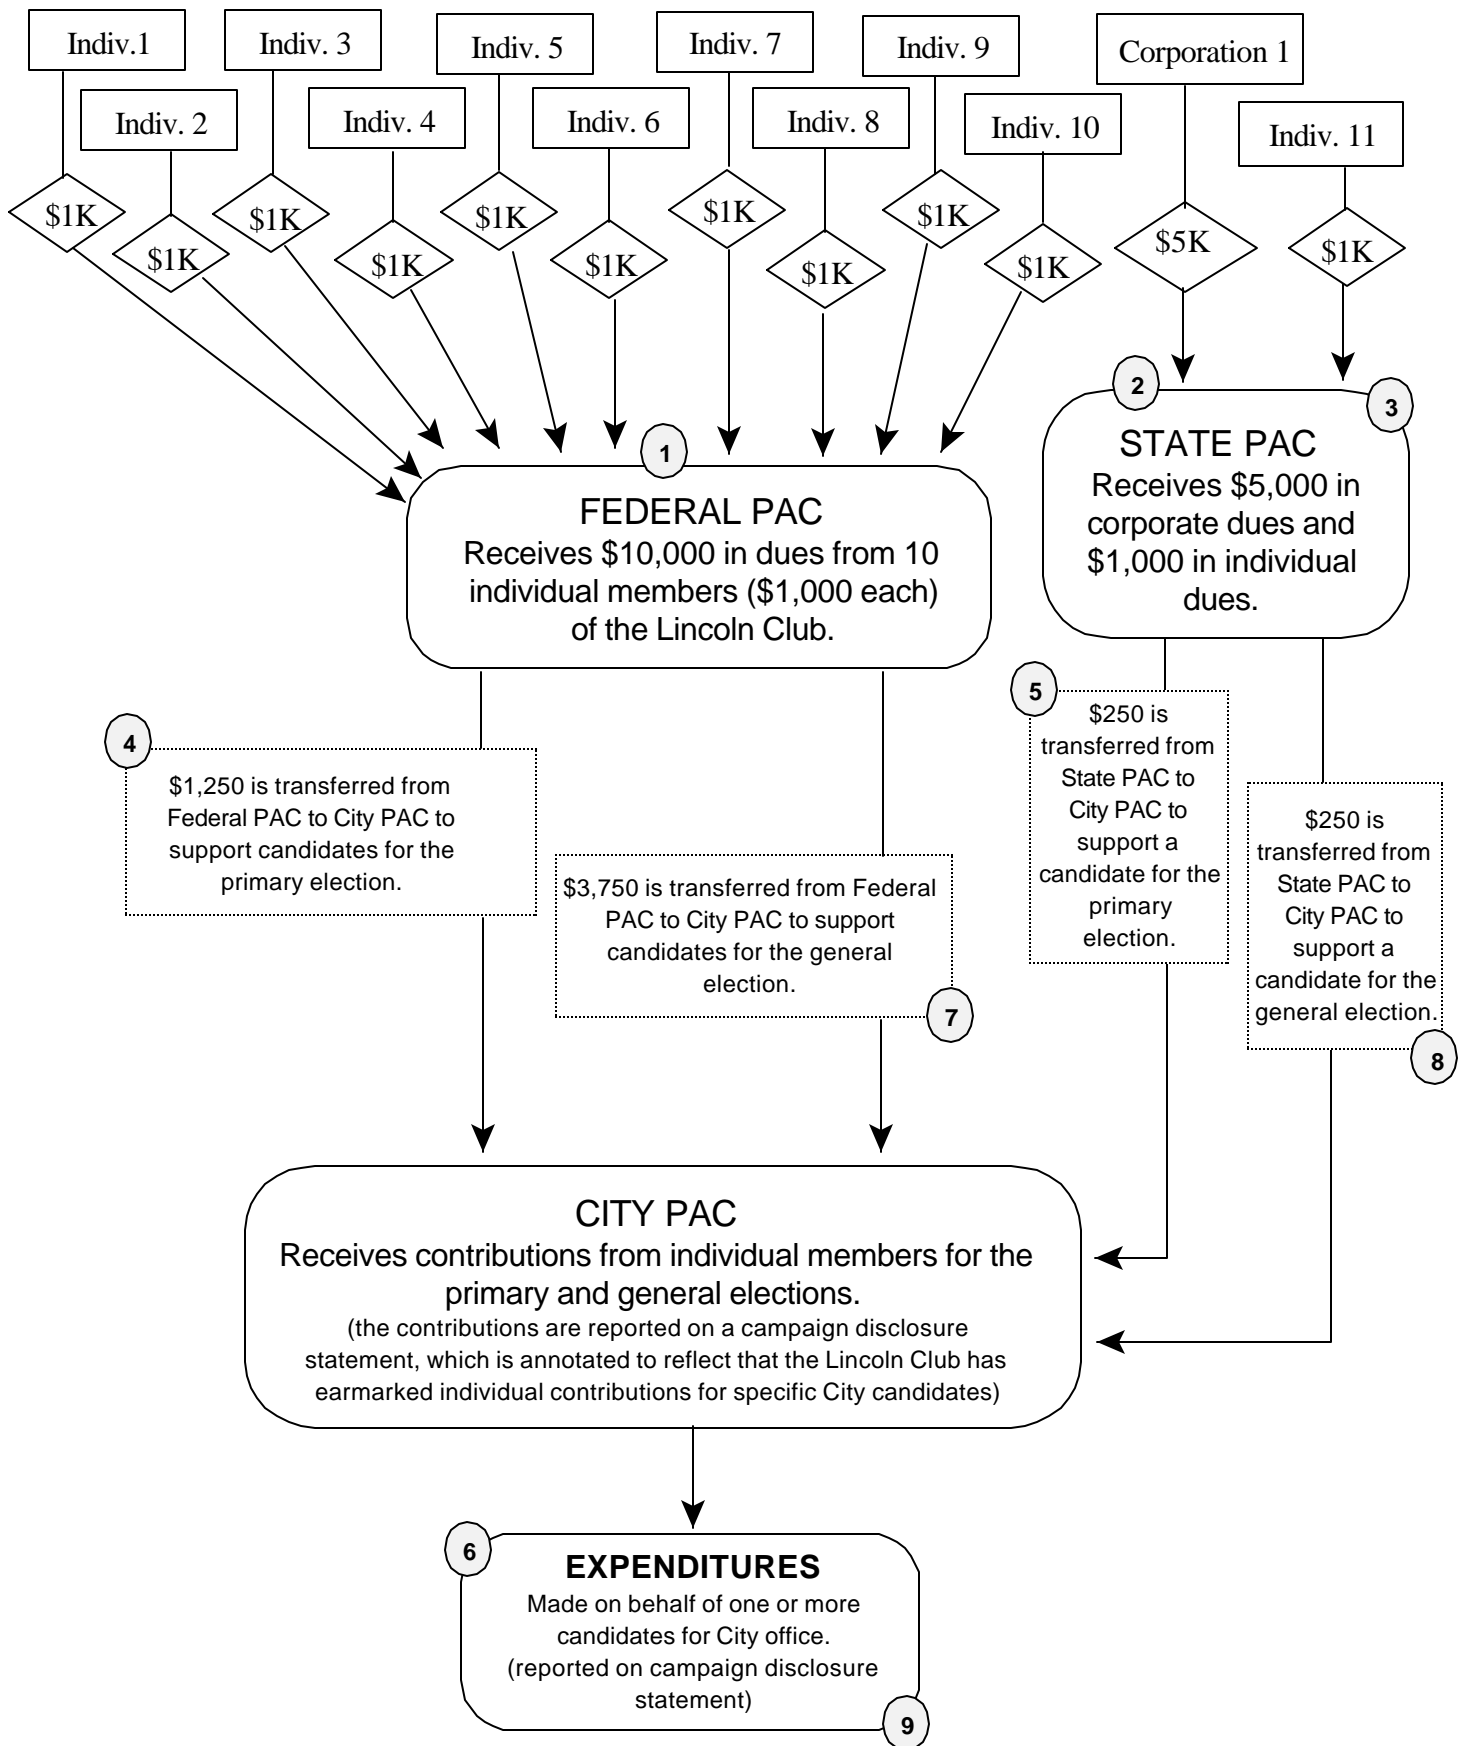 Indiv.1
Indiv. 3
Indiv. 5
Indiv. 7
Indiv. 9
Corporation 1
Indiv. 2
Indiv. 4
Indiv. 6
Indiv. 8
Indiv. 10
Indiv. 11
$1K
$1K
$1K
$1K
$1K
$1K
$1K
$1K
$1K
$1K
$5K
$1K
1
FEDERAL PAC
Receives $10,000 in dues from 10
individual members ($1,000 each)
of the Lincoln Club.
2
3
STATE PAC
Receives $5,000 in
corporate dues and
$1,000 in individual
dues.
4
$1,250 is transferred from
Federal PAC to City PAC to
support candidates for the
primary election.
$3,750 is transferred from Federal
PAC to City PAC to support
candidates for the general
election.
7
5
$250 is
transferred from
State PAC to
City PAC to
support a
candidate for the
primary
election.
$250 is
transferred from
State PAC to
City PAC to
support a
candidate for the
general election.
8
CITY PAC
Receives contributions from individual members for the
primary and general elections.
(the contributions are reported on a campaign disclosure
statement, which is annotated to reflect that the Lincoln Club has
earmarked individual contributions for specific City candidates)
6
EXPENDITURES
Made on behalf of one or more
candidates for City office.
(reported on campaign disclosure
statement)
9